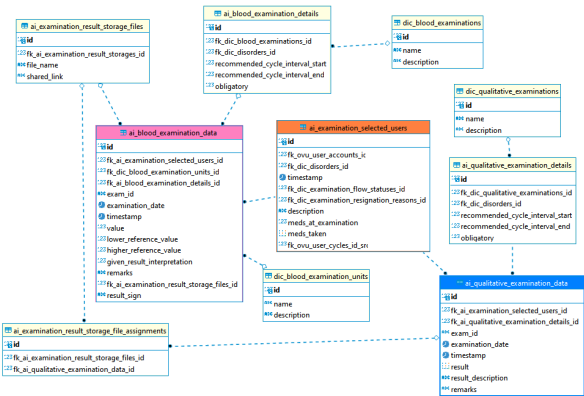 ai_examination_result_storage_files
id
fk_ai_examination_result_storages_id
file_name
shared_link
ai_blood_examination_details
id
fk_dic_blood_examinations_id
fk_dic_disorders_id
recommended_cycle_interval_start
recommended_cycle_interval_end
obligatory
dic_blood_examinations
id
name
description
dic_qualitative_examinations
id
name
description
ai_blood_examination_data
id
fk_ai_examination_selected_users_id
fk_dic_blood_examination_units_id
fk_ai_blood_examination_details_id
exam_id
examination_date
timestamp
value
lower_reference_value
higher_reference_value
given_result_interpretation
remarks
fk_ai_examination_result_storage_files_id
result_sign
ai_examination_selected_users
id
fk_ovu_user_accounts_id
fk_dic_disorders_id
timestamp
fk_dic_examination_flow_statuses_id
fk_dic_examination_resignation_reasons_id
description
meds_at_examination
meds_taken
fk_ovu_user_cycles_id_src
ai_qualitative_examination_details
id
fk_dic_qualitative_examinations_id
fk_dic_disorders_id
recommended_cycle_interval_start
recommended_cycle_interval_end
obligatory
dic_blood_examination_units
id
name
description
ai_qualitative_examination_data
id
fk_ai_examination_selected_users_id
fk_ai_qualitative_examination_details_id
exam_id
examination_date
timestamp
result
result_description
remarks
ai_examination_result_storage_file_assignments
id
fk_ai_examination_result_storage_files_id
fk_ai_qualitative_examination_data_id